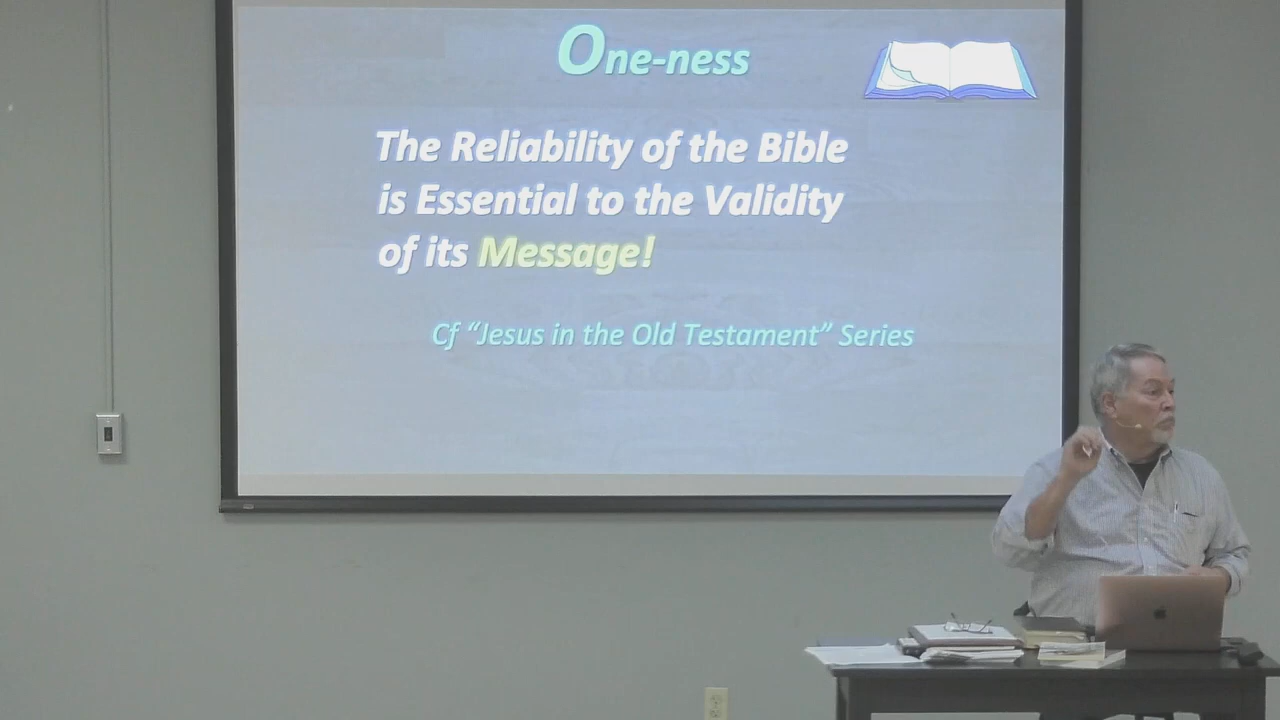 One-ness
The Reliability of the Bible
is Essential to the Validity
of its Message!
Cf “Jesus in the Old Testament” Series